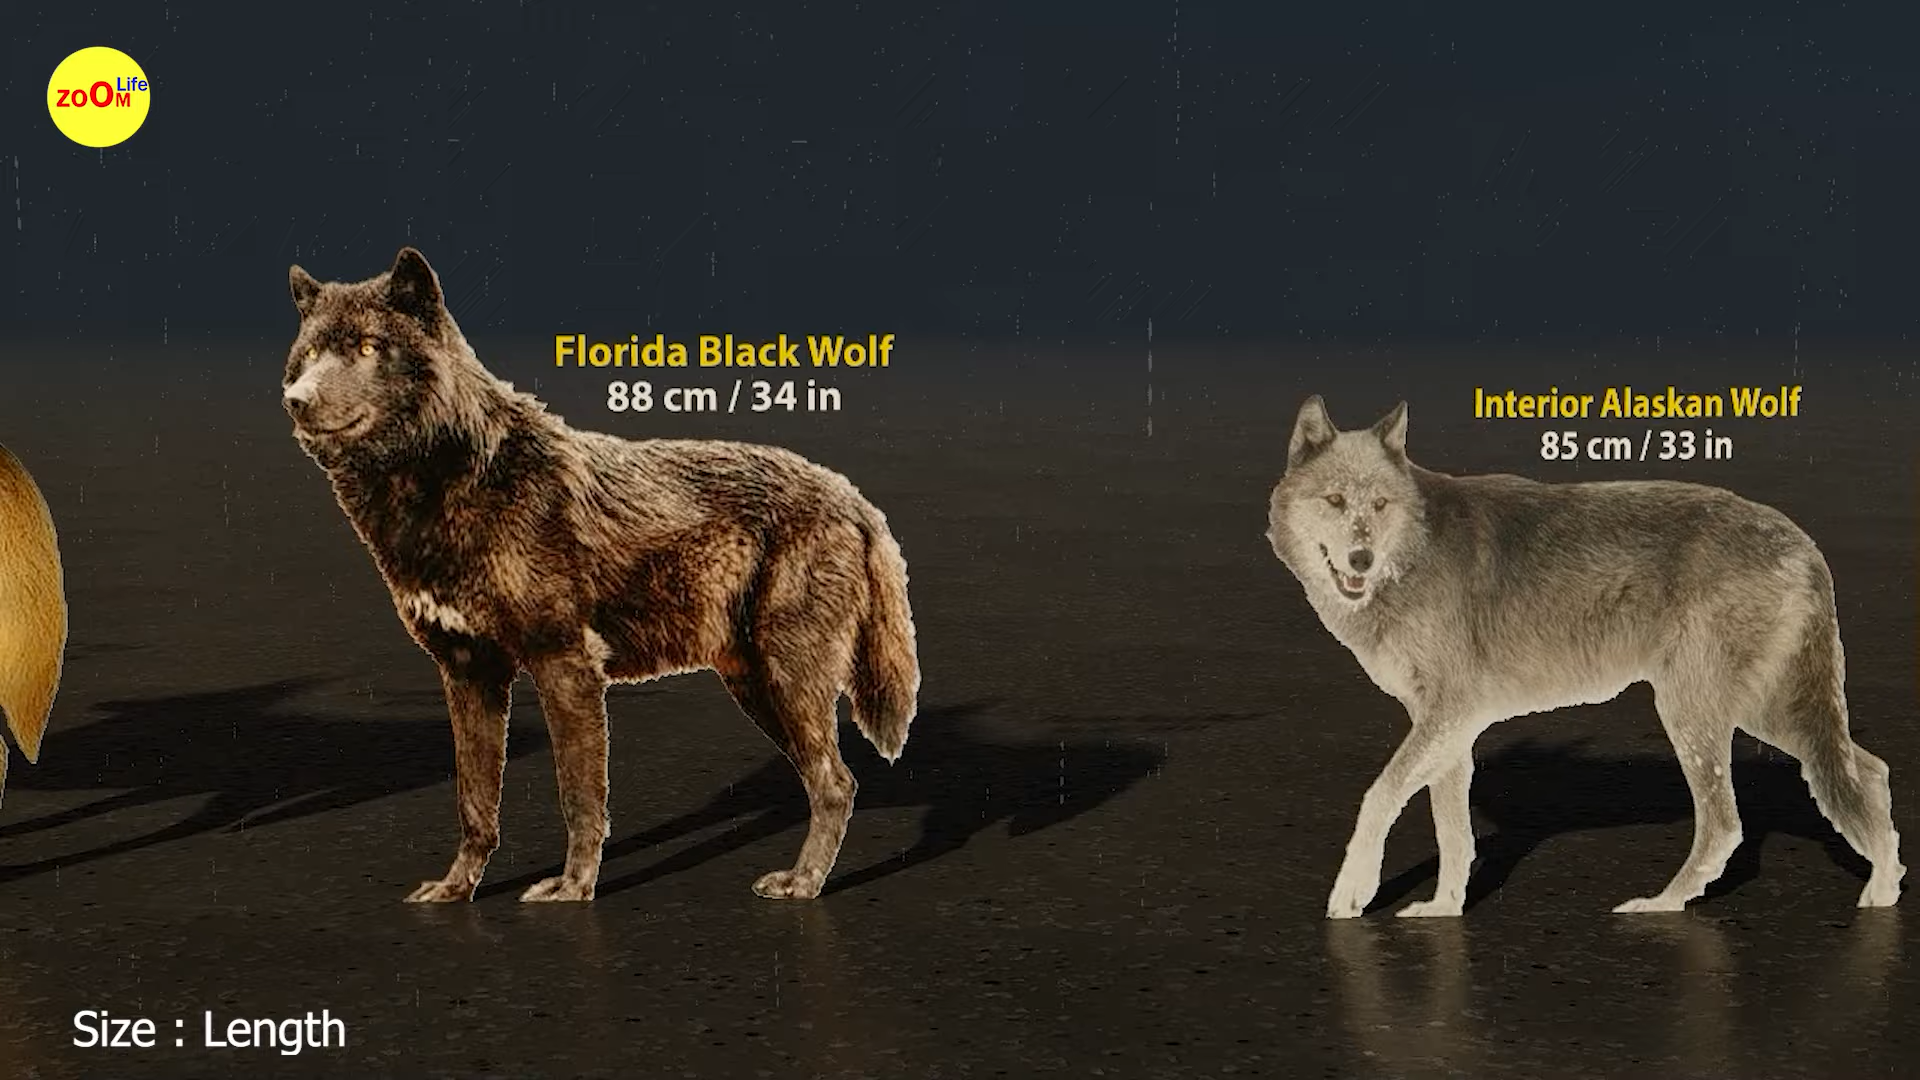 zoOM Life
Florida Black Wolf
88 cm / 34 in
Interior Alaskan Wolf
85 cm / 33 in
Size : Length